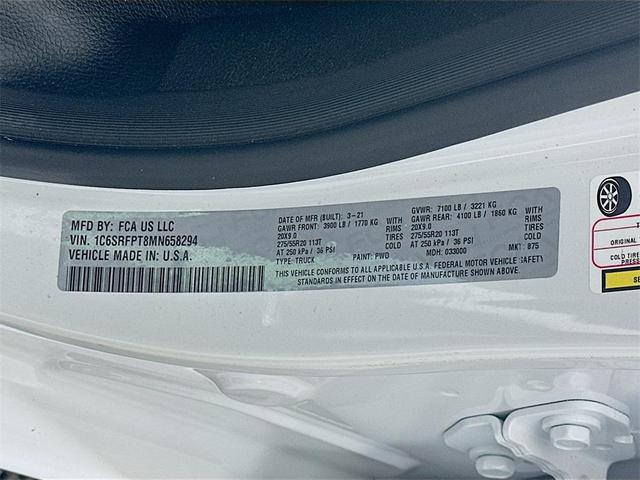 MFD BY: FCA US LLC
VIN. 1C6SRFPT8MN658294
VEHICLE MADE IN U.S.A.
DATE OF MFR (BUILT): 3-21
GAWR FRONT: 3900 LB / 1770 KG WITH
20X9.0 RIMS
275/55R20 113T TIRES
AT 250 kPa / 36 PSI COLD
TYPE: TRUCK PAINT: PWD
GVWR: 7100 LB / 3221 KG
GAWR REAR: 4100 LB / 1860 KG WITH
20X9.0 RIMS
275/55R20 113T TIRES
AT 250 kPa / 36 PSI COLD
MDH: 033000 MKT: 875
THIS VEHICLE CONFORMS TO ALL APPLICABLE U.S.A. FEDERAL MOTOR VEHICLE SAFETY
STANDARDS IN EFFECT ON THE DATE OF MANUFACTURE SHOWN ABOVE.
T
ORIGINAL
COLD TIRE
PRESS
SE